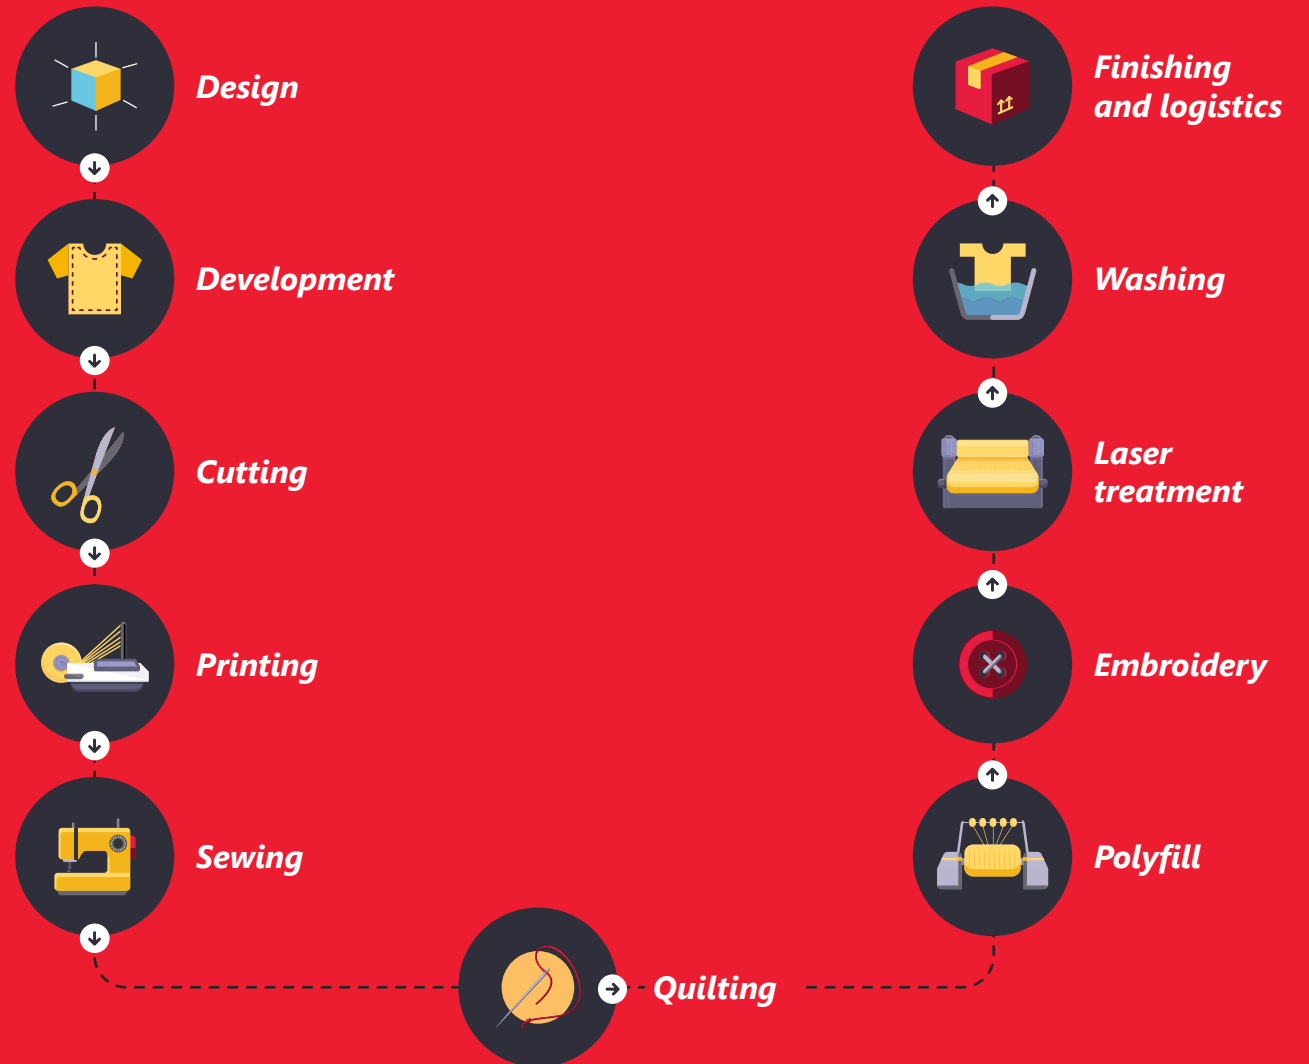 Design
Development
Cutting
Printing
Sewing
Quilting
Polyfill
Embroidery
Laser
treatment
Washing
Finishing
and logistics